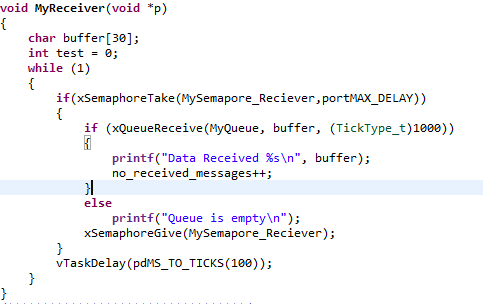 void MyReceiver(void *p)
{
    char buffer[30];
    int test = 0;
    while (1)
    {
        if(xSemaphoreTake(MySemapore_Reciever,portMAX_DELAY))
        {
            if (xQueueReceive(MyQueue, buffer, (TickType_t)1000))
            {
                printf("Data Received %s\n", buffer);
                no_received_messages++;
            }
            else
                printf("Queue is empty\n");
            xSemaphoreGive(MySemapore_Reciever);
        }
        vTaskDelay(pdMS_TO_TICKS(100));
    }
}